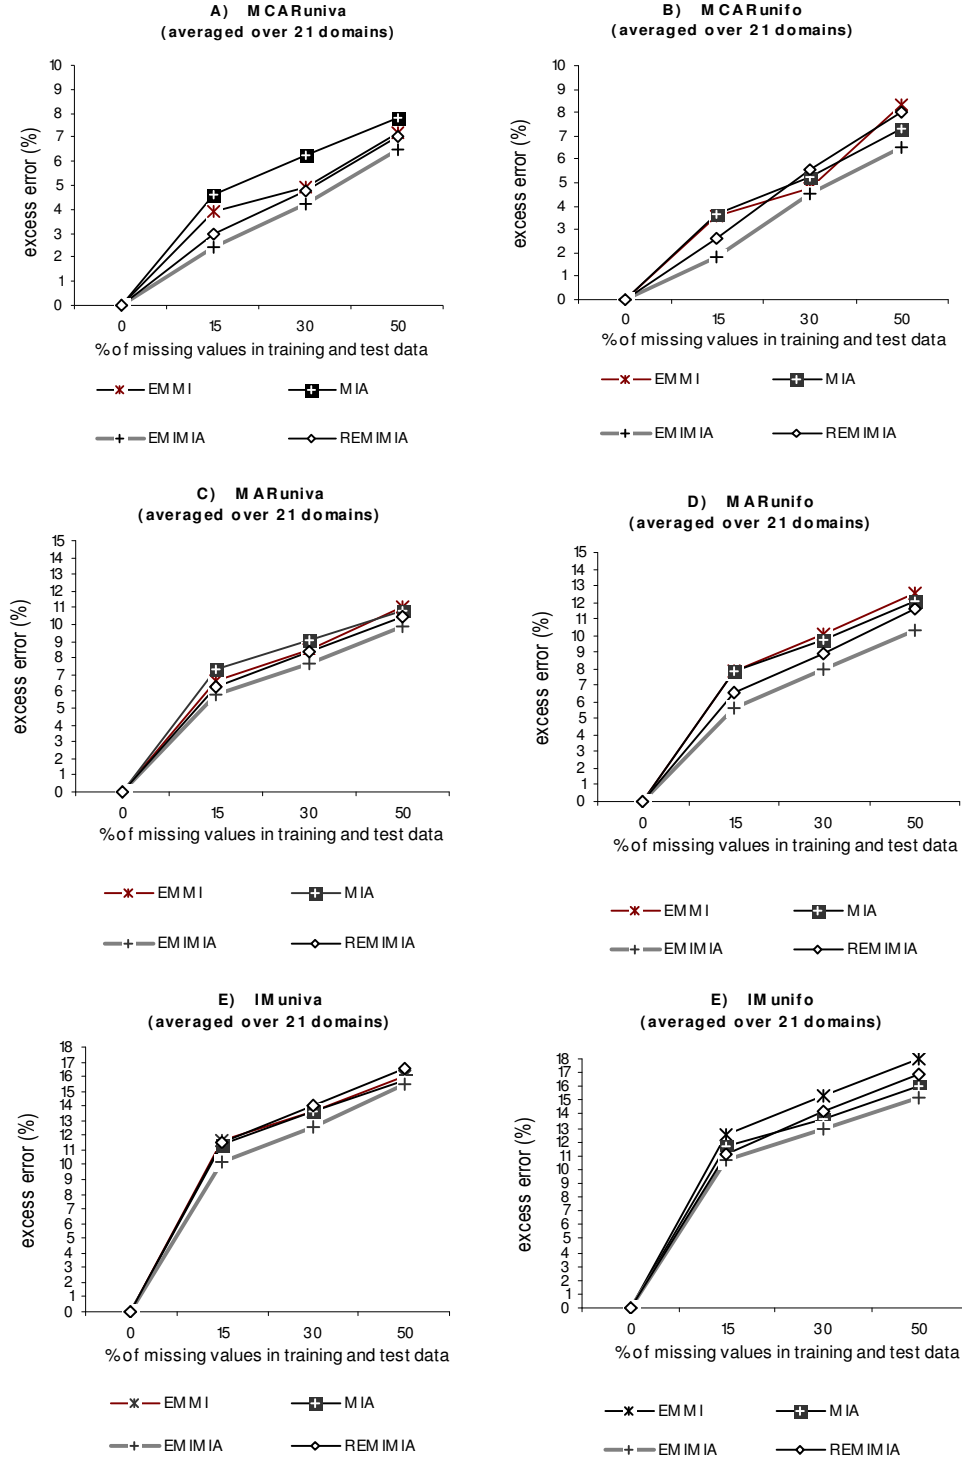 A) MCARuniva
(averaged over 21 domains)
10
9
8
7
6
5
4
3
2
1
0
excess error (%)
0 15 30 50
% of missing values in training and test data
EMMI MIA
EMIMIA REMIMIA
B) MCARunifo
(averaged over 21 domains)
10
9
8
7
6
5
4
3
2
1
0
excess error (%)
0 15 30 50
% of missing values in training and test data
EMMI MIA
EMIMIA REMIMIA
C) MARuniva
(averaged over 21 domains)
15
14
13
12
11
10
9
8
7
6
5
4
3
2
1
0
excess error (%)
0 15 30 50
% of missing values in training and test data
EMMI MIA
EMIMIA REMIMIA
D) MARunifo
(averaged over 21 domains)
15
14
13
12
11
10
9
8
7
6
5
4
3
2
1
0
excess error (%)
0 15 30 50
% of missing values in training and test data
EMMI MIA
EMIMIA REMIMIA
E) IMuniva
(averaged over 21 domains)
18
17
16
15
14
13
12
11
10
9
8
7
6
5
4
3
2
1
0
excess error (%)
0 15 30 50
% of missing values in training and test data
EMMI MIA
EMIMIA REMIMIA
E) IMunifo
(averaged over 21 domains)
18
17
16
15
14
13
12
11
10
9
8
7
6
5
4
3
2
1
0
excess error (%)
0 15 30 50
% of missing values in training and test data
EMMI MIA
EMIMIA REMIMIA